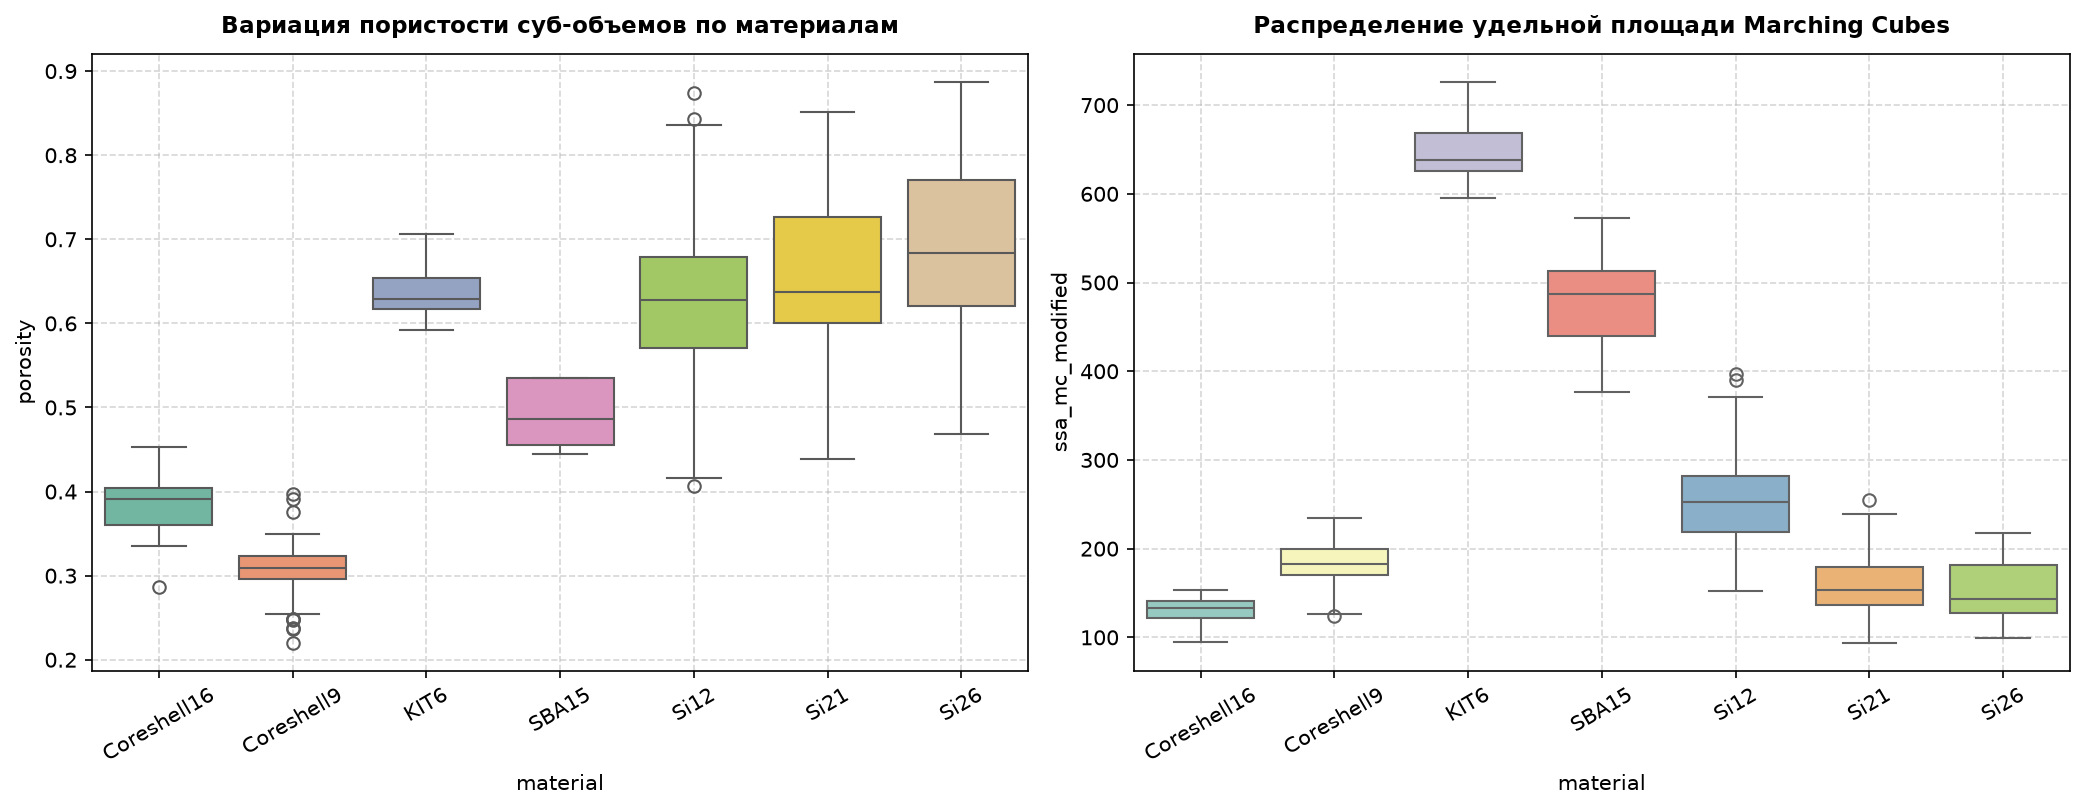 Вариация пористости суб-объемов по материалам
porosity
0.9
0.8
0.7
0.6
0.5
0.4
0.3
0.2
Coreshell16
Coreshell9
KIT6
SBA15
Si12
Si21
Si26
material
Распределение удельной площади Marching Cubes
ssa_mc_modified
700
600
500
400
300
200
100
Coreshell16
Coreshell9
KIT6
SBA15
Si12
Si21
Si26
material